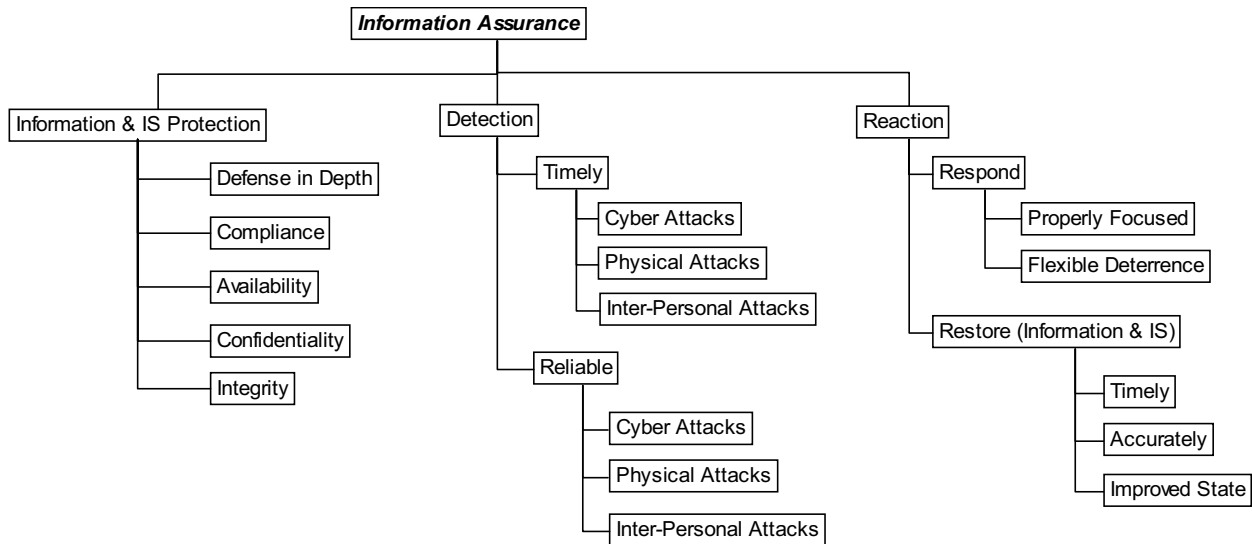 Information Assurance
Information & IS Protection
Defense in Depth
Compliance
Availability
Confidentiality
Integrity
Detection
Timely
Cyber Attacks
Physical Attacks
Inter-Personal Attacks
Reliable
Cyber Attacks
Physical Attacks
Inter-Personal Attacks
Reaction
Respond
Properly Focused
Flexible Deterrence
Restore (Information & IS)
Timely
Accurately
Improved State